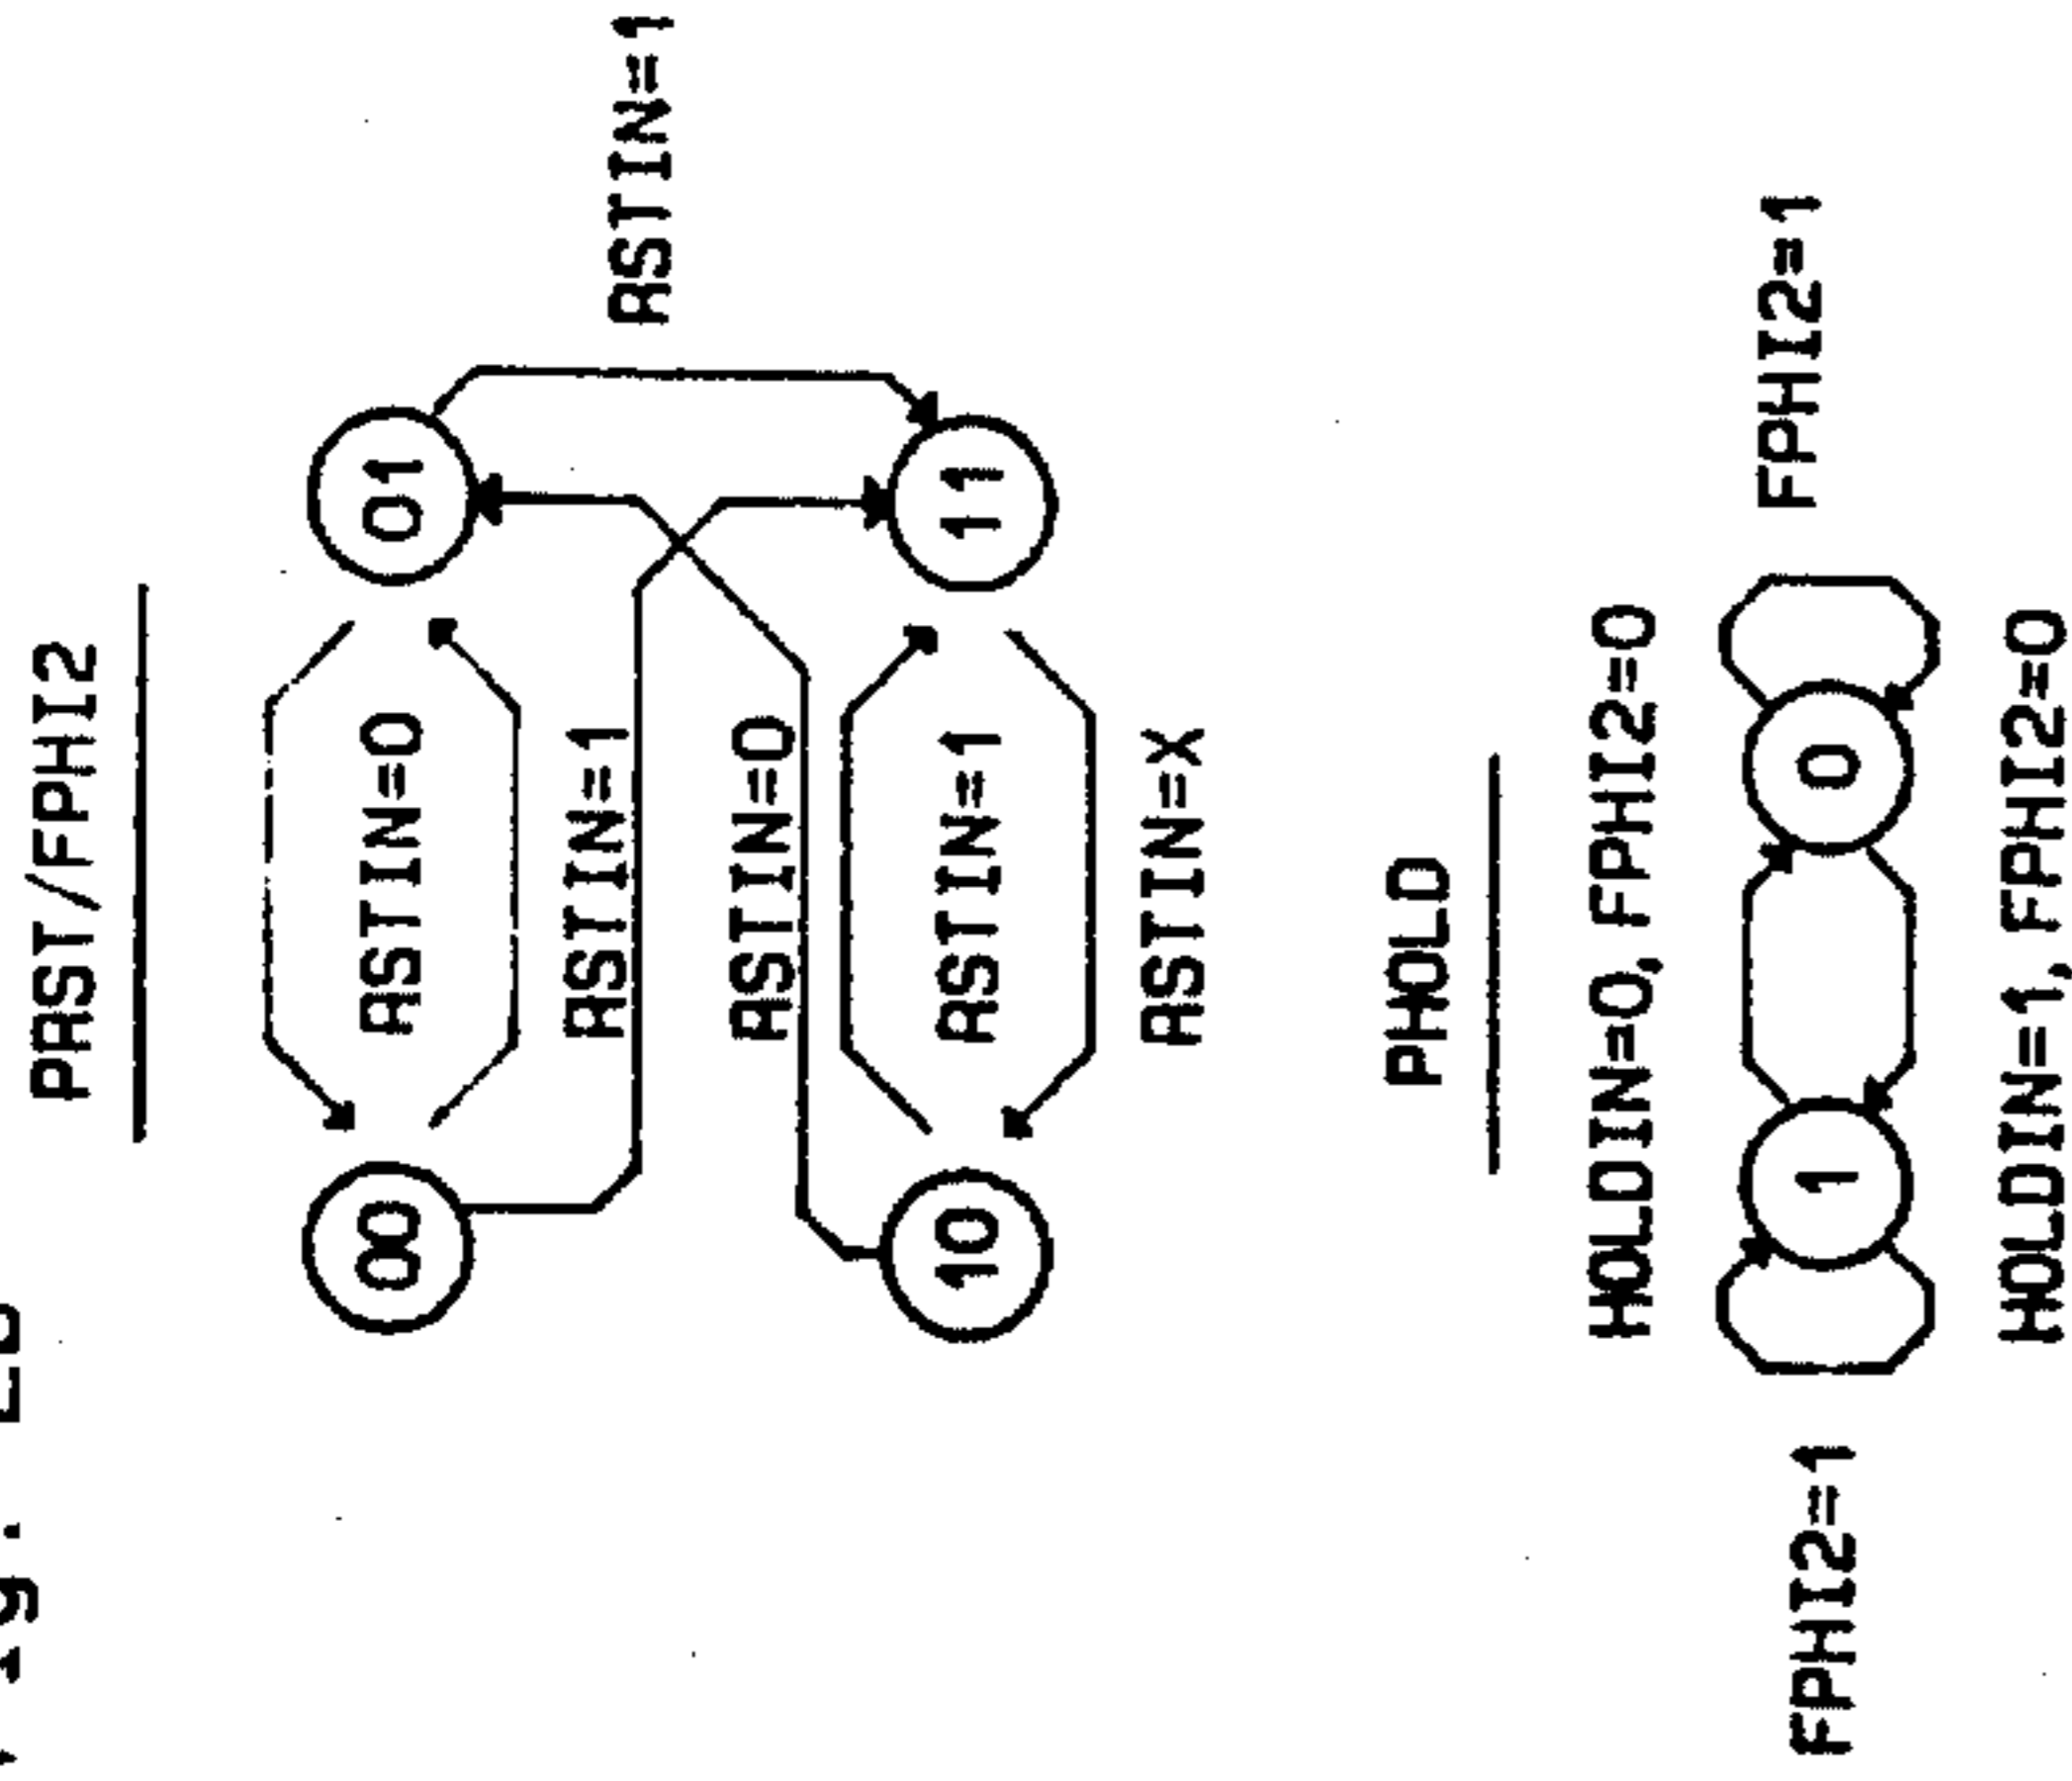 PRST/FPHI2
01
RSTIN=0
00
RSTIN=1
RSTIN=1
RSTIN=0
11
RSTIN=1
10
RSTIN=X
PHOLD
HOLDIN=0, FPHI2=0
FPHI2=1
1
0
FPHI2=1
HOLDIN=1, FPHI2=0